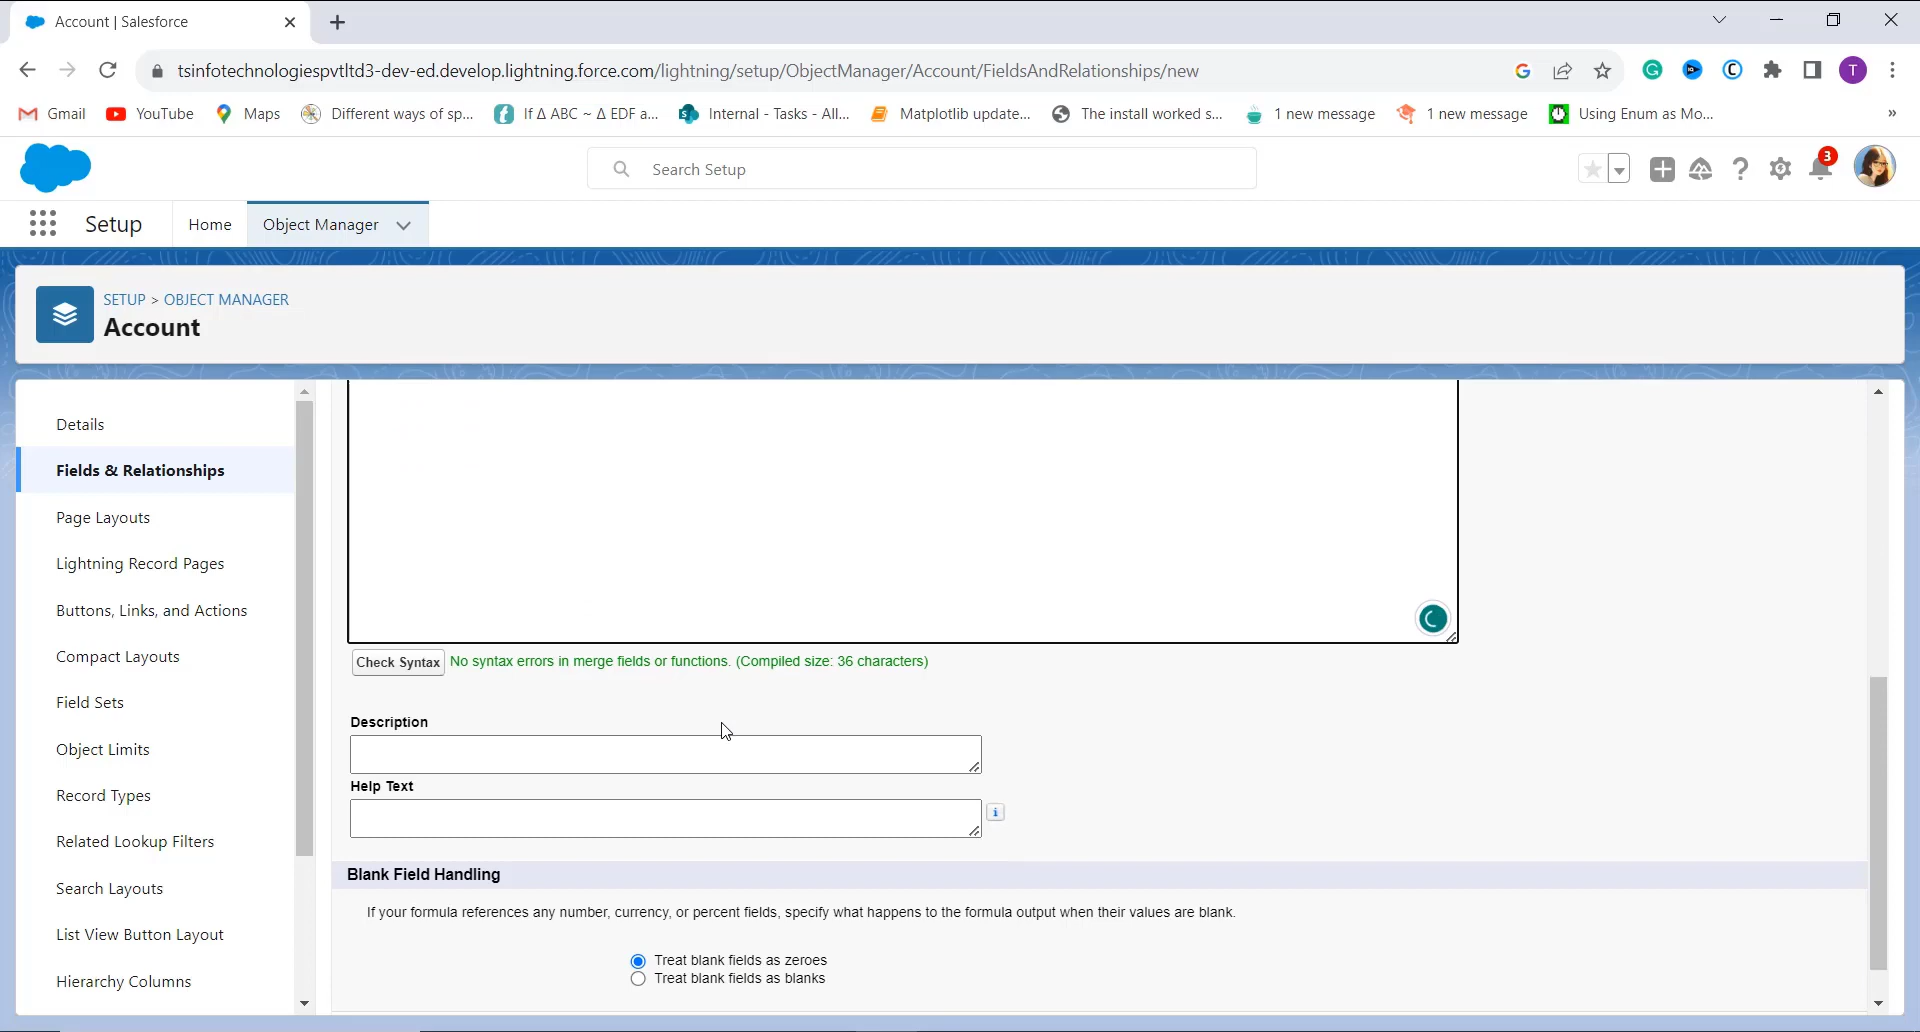 Account | Salesforce
tsinfotechnologiespvtltd3-dev-ed.develop.lightning.force.com/lightning/setup/ObjectManager/Account/FieldsAndRelationships/new
T
Gmail YouTube Maps Different ways of sp... If Δ ABC ~ Δ EDF a... Internal - Tasks - All... Matplotlib update... The install worked s... 1 new message 1 new message Using Enum as Mo... »
Search Setup
3
Setup Home Object Manager
SETUP > OBJECT MANAGER
Account
Details
Fields & Relationships
Page Layouts
Lightning Record Pages
Buttons, Links, and Actions
Compact Layouts
Field Sets
Object Limits
Record Types
Related Lookup Filters
Search Layouts
List View Button Layout
Hierarchy Columns
Check Syntax No syntax errors in merge fields or functions. (Compiled size: 36 characters)
Description
Help Text
i
Blank Field Handling
If your formula references any number, currency, or percent fields, specify what happens to the formula output when their values are blank.
Treat blank fields as zeroes
Treat blank fields as blanks